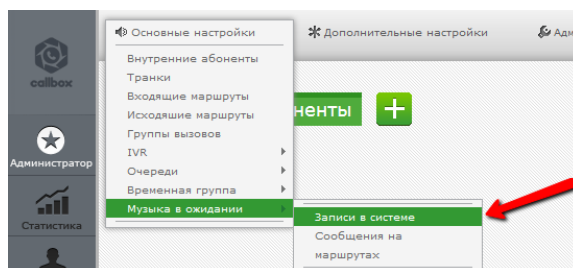 Основные настройки
Дополнительные настройки
Внутренние абоненты
Транки
Входящие маршруты
Исходяшие маршруты
Группы вызовов
IVR
Очереди
Временная группа
Музыка в ожидании
Записи в системе
Сообщения на
маршрутах
callbox
Администратор
Статистика